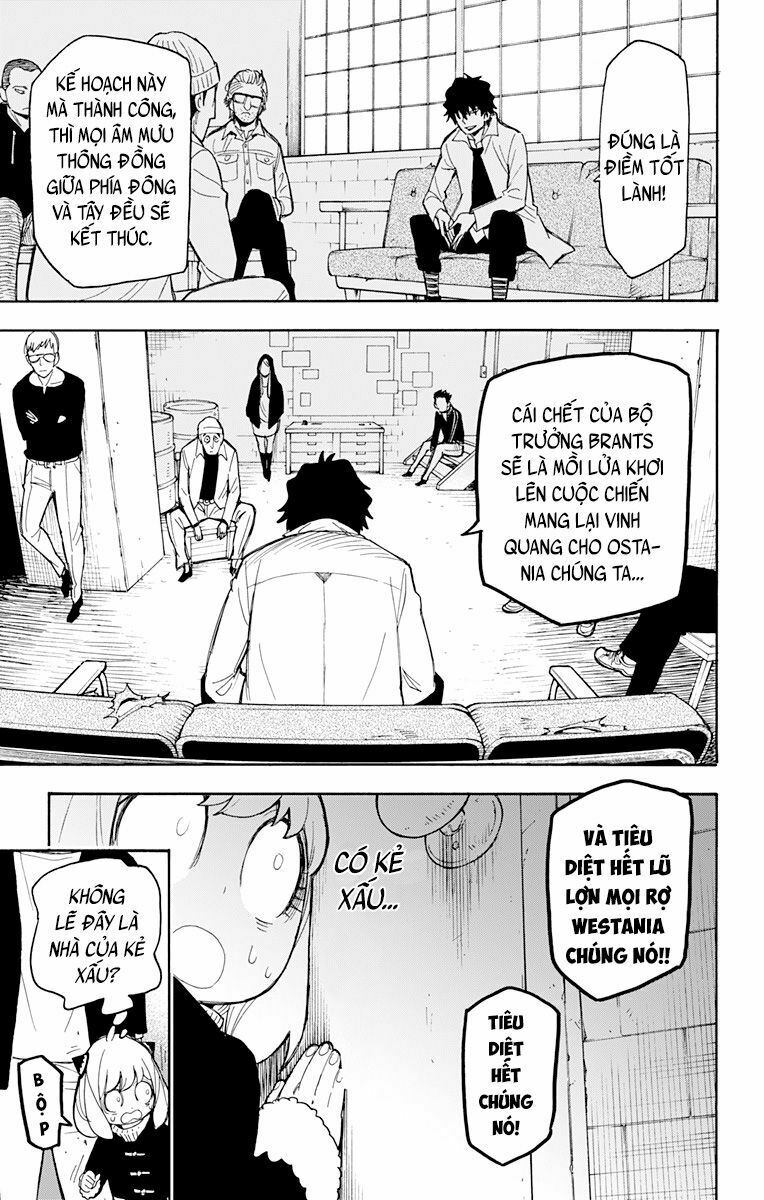 ĐÚNG LÀ
ĐIỀM TỐT
LÀNH!
KẾ HOẠCH NÀY
MÀ THÀNH CÔNG,
THÌ MỌI ÂM MƯU
THÔNG ĐỒNG
GIỮA PHÍA ĐÔNG
VÀ TÂY ĐỀU SẼ
KẾT THÚC.
CÁI CHẾT CỦA BỘ
TRƯỞNG BRANTS
SẼ LÀ MỒI LỬA KHƠI
LÊN CUỘC CHIẾN
MANG LẠI VINH
QUANG CHO OSTA-
NIA CHÚNG TA...
VÀ TIÊU
DIỆT HẾT LŨ
LỢN MỌI RỢ
WESTANIA
CHÚNG NÓ!!
TIÊU
DIỆT
HẾT
CHÚNG
NÓ!
CÓ KẺ
XẤU...
KHÔNG
LẼ ĐÂY LÀ
NHÀ CỦA KẺ
XẤU?
BỘP